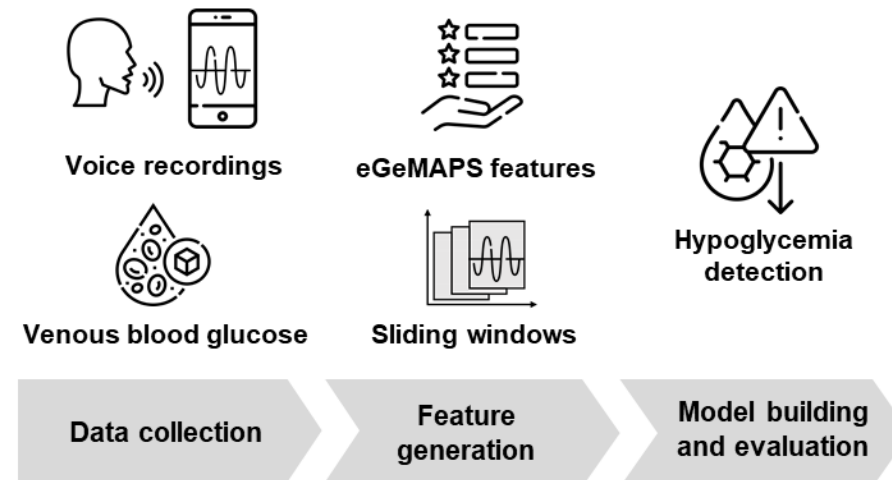 Voice recordings
eGeMAPS features
Venous blood glucose
Sliding windows
Hypoglycemia
detection
Data collection
Feature
generation
Model building
and evaluation